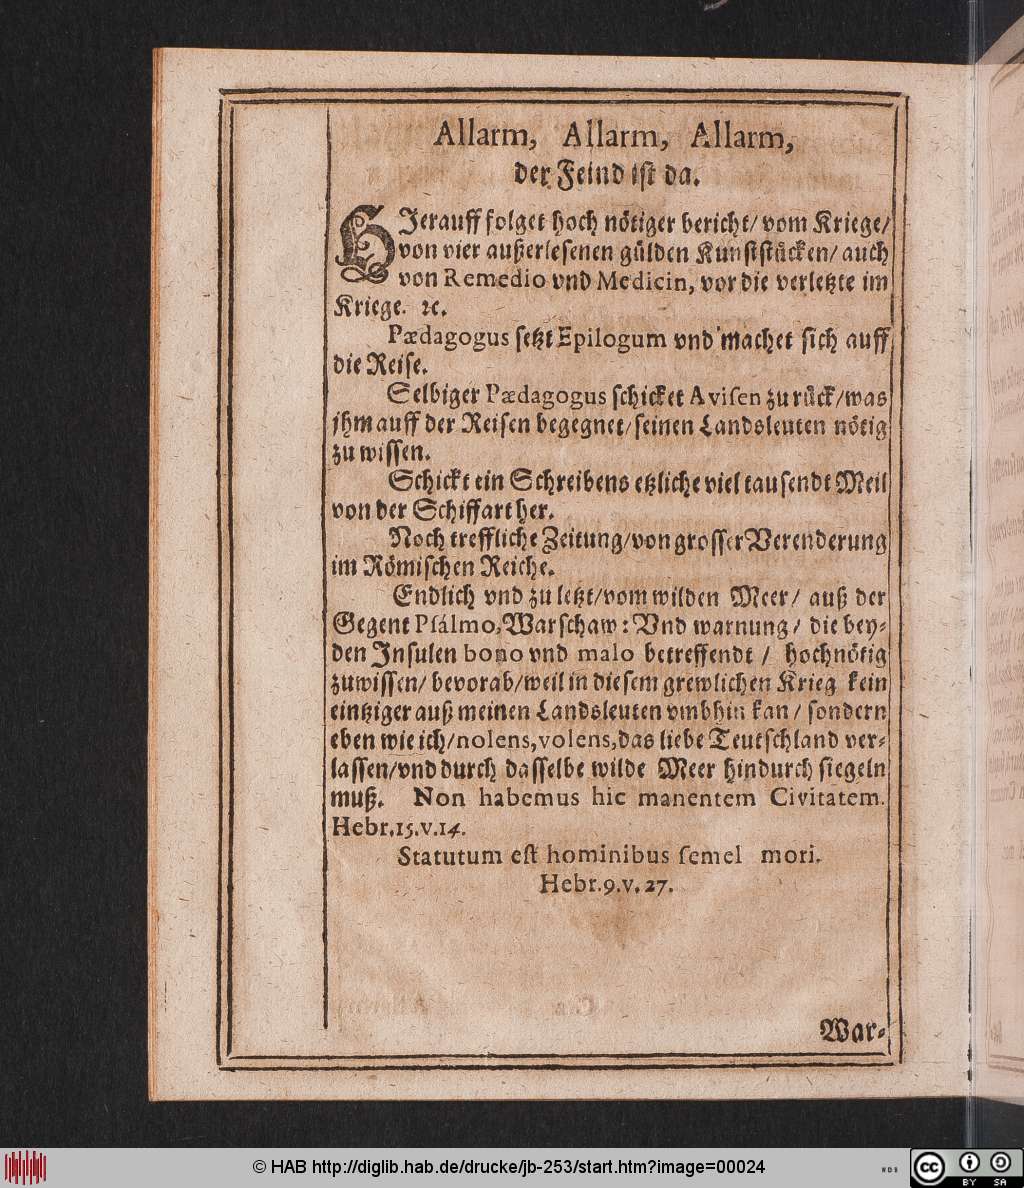 Allarm, Allarm, Allarm,
der Feind ist da.
HJerauff folget hoch nötiger bericht/ vom Kriege/
von vier außerlesenen gülden Kunststücken/ auch
von Remedio vnd Medicin, vor die verletzte im
Kriege. ꝛc.
Pædagogus setzt Epilogum vnd machet sich auff
die Reise.
Selbiger Pædagogus schicket Avisen zu rück/was
jhm auff der Reisen begegnet/seinen Landsleuten nötig
zu wissen.
Schickt ein Schreibens etzliche viel tausendt Meil
von der Schiffart her.
Noch treffliche Zeitung/von grosser Verenderung
im Römischen Reiche.
Endlich vnd zu letzt/vom wilden Meer/ auß der
Gegent Psálmo, Warschaw: Vnd warnung/ die bey-
den Jnsulen bono vnd malo betreffendt / hochnötig
zuwissen/ bevorab/weil in diesem grewlichen Krieg kein
eintziger auß meinen Landsleuten vmbhin kan/ sondern
eben wie ich/nolens, volens, das liebe Teutschland ver-
lassen/vnd durch dasselbe wilde Meer hindurch siegeln
muß. Non habemus hic manentem Civitatem.
Hebr.15.v.14.
Statutum est hominibus semel mori.
Hebr.9.v.27.
War-
© HAB http://diglib.hab.de/drucke/jb-253/start.htm?image=00024
WDB
cc BY SA